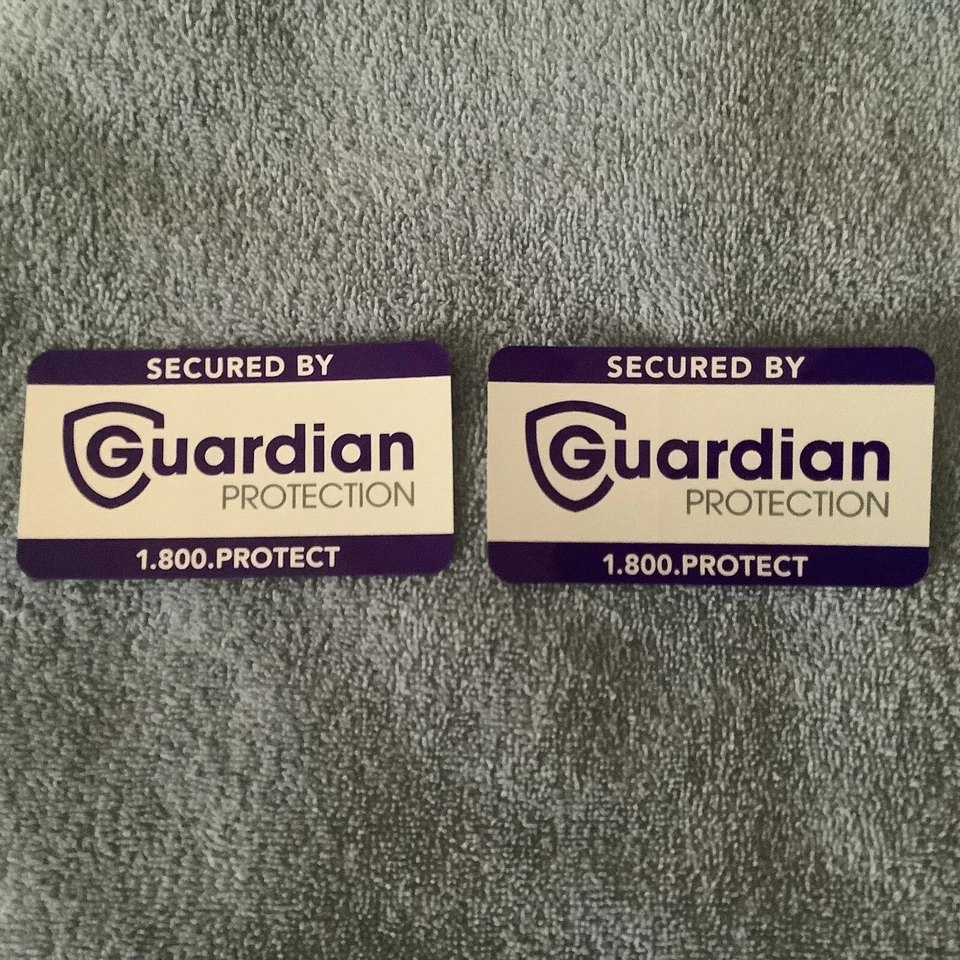 SECURED BY
Guardian
PROTECTION
1.800.PROTECT
SECURED BY
Guardian
PROTECTION
1.800.PROTECT